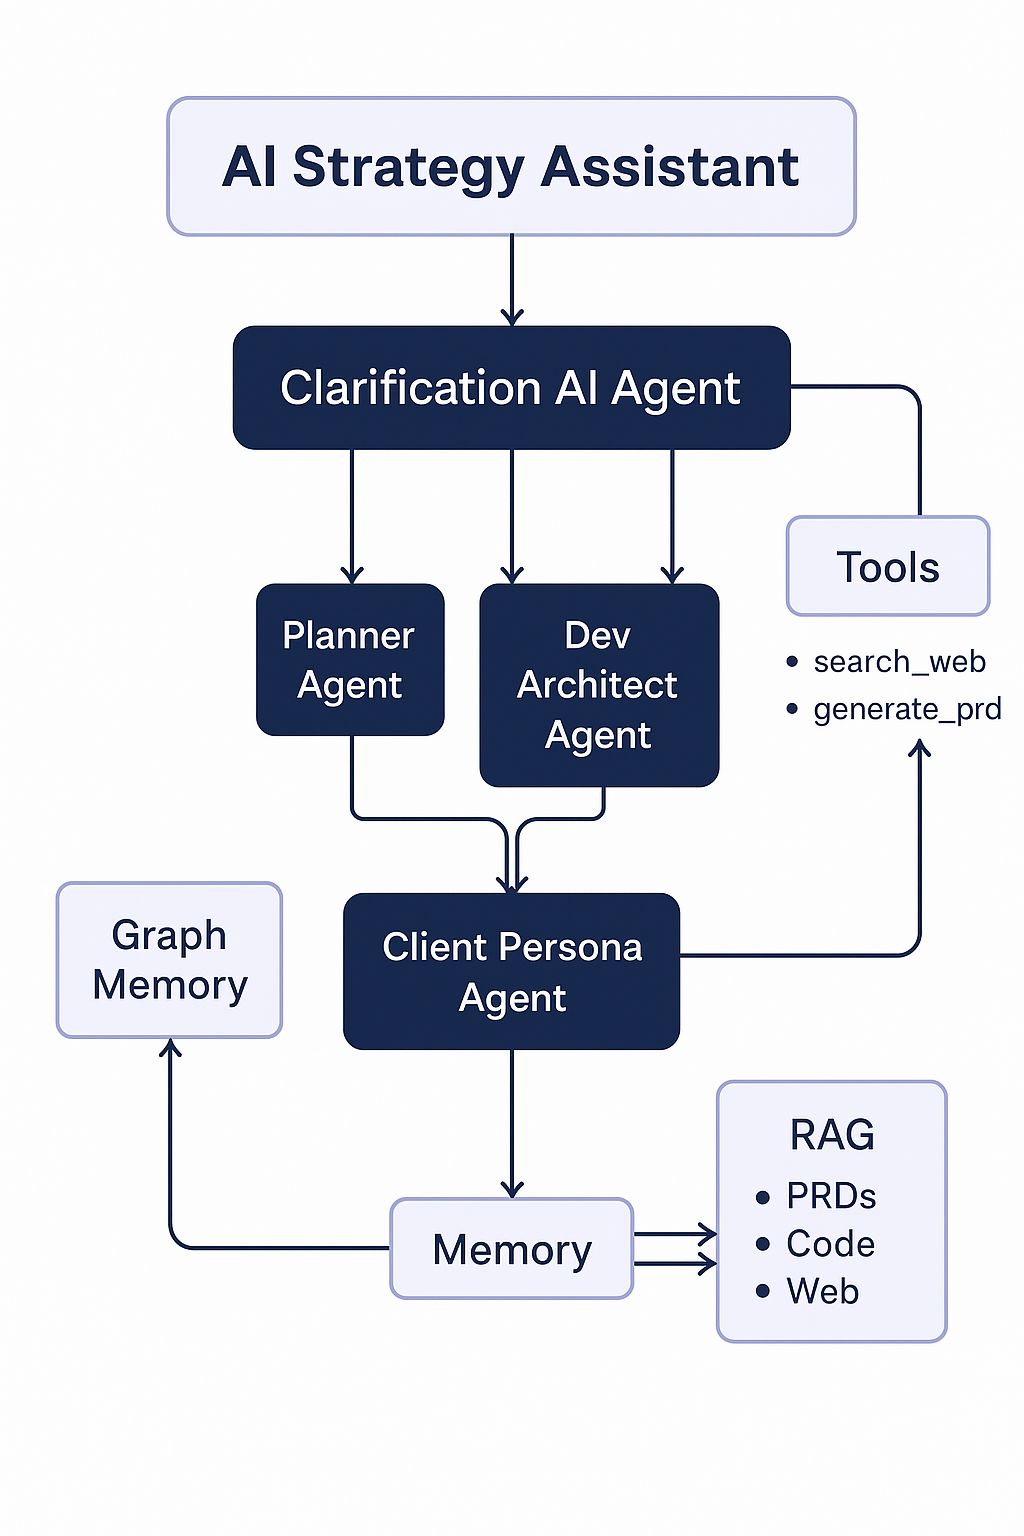 AI Strategy Assistant
Clarification AI Agent
Planner
Agent
Dev
Architect
Agent
Tools
• search_web
• generate_prd
Graph
Memory
Client Persona
Agent
Memory
RAG
• PRDs
• Code
• Web